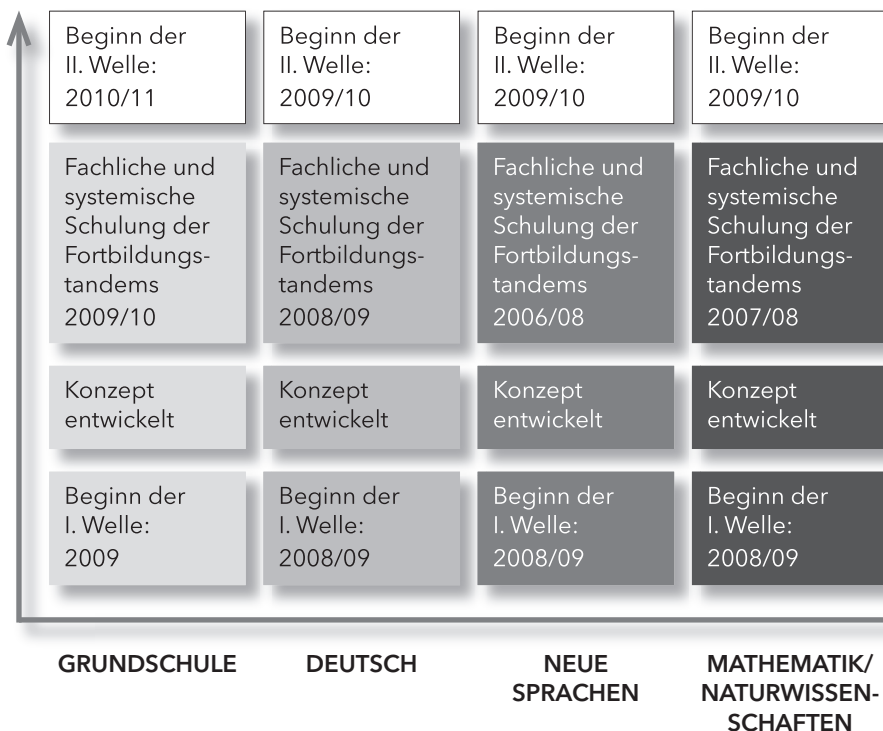 Beginn der
II. Welle:
2010/11
Beginn der
II. Welle:
2009/10
Beginn der
II. Welle:
2009/10
Beginn der
II. Welle:
2009/10
Fachliche und
systemische
Schulung der
Fortbildungs-
tandems
2009/10
Fachliche und
systemische
Schulung der
Fortbildungs-
tandems
2008/09
Fachliche und
systemische
Schulung der
Fortbildungs-
tandems
2006/08
Fachliche und
systemische
Schulung der
Fortbildungs-
tandems
2007/08
Konzept
entwickelt
Konzept
entwickelt
Konzept
entwickelt
Konzept
entwickelt
Beginn der
I. Welle:
2009
Beginn der
I. Welle:
2008/09
Beginn der
I. Welle:
2008/09
Beginn der
I. Welle:
2008/09
GRUNDSCHULE
DEUTSCH
NEUE
SPRACHEN
MATHEMATIK/
NATURWISSEN-
SCHAFTEN